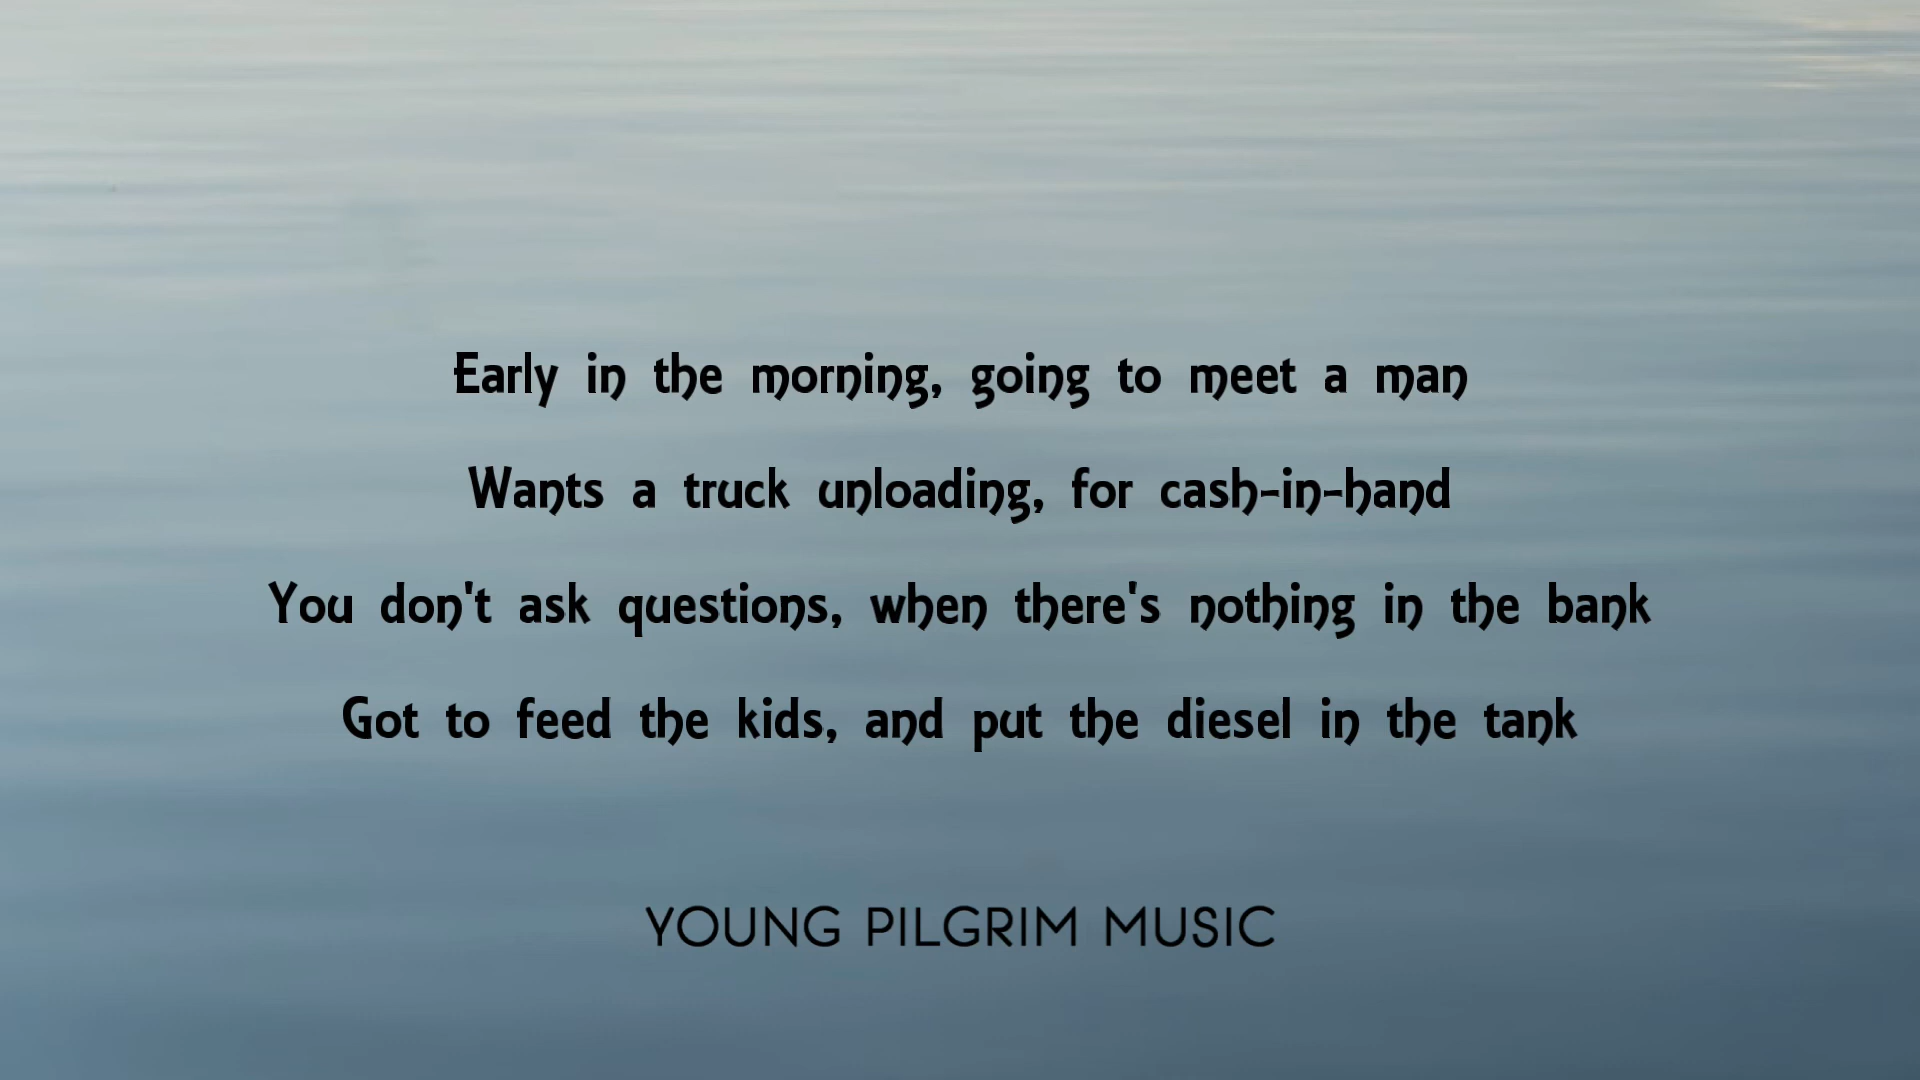 Early in the morning, going to meet a man
Wants a truck unloading, for cash-in-hand
You don't ask questions, when there's nothing in the bank
Got to feed the kids, and put the diesel in the tank
YOUNG PILGRIM MUSIC